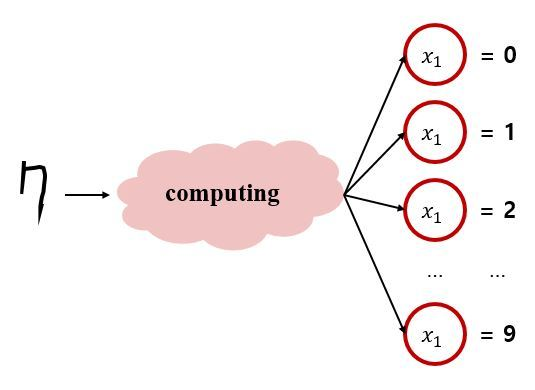 7
computing
x₁ = 0
x₁ = 1
x₁ = 2
... ...
x₁ = 9